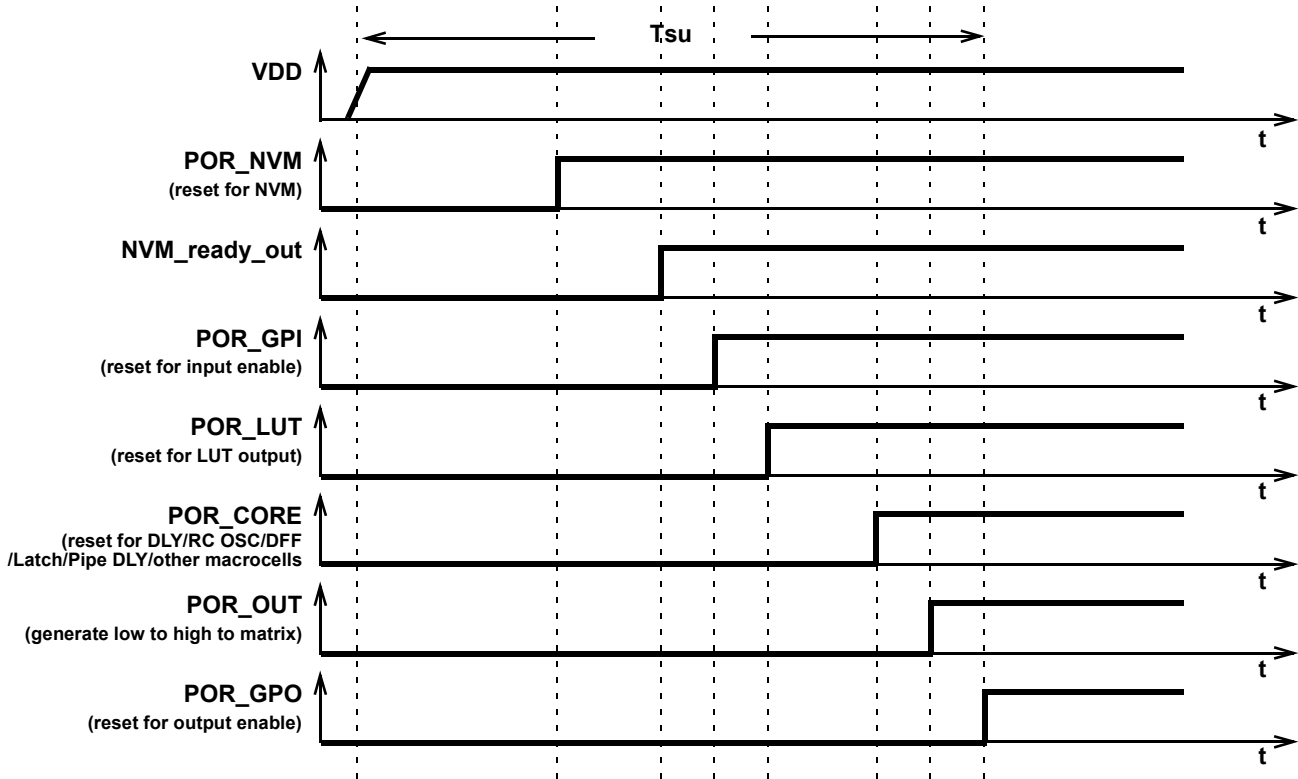 Tsu
VDD
t
POR_NVM
(reset for NVM)
t
NVM_ready_out
t
POR_GPI
(reset for input enable)
t
POR_LUT
(reset for LUT output)
t
POR_CORE
(reset for DLY/RC OSC/DFF
/Latch/Pipe DLY/other macrocells
t
POR_OUT
(generate low to high to matrix)
t
POR_GPO
(reset for output enable)
t